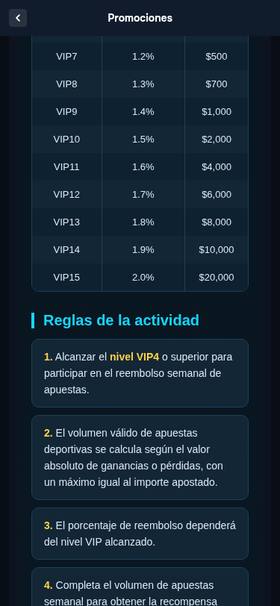 Promociones
VIP7 1.2% $500
VIP8 1.3% $700
VIP9 1.4% $1,000
VIP10 1.5% $2,000
VIP11 1.6% $4,000
VIP12 1.7% $6,000
VIP13 1.8% $8,000
VIP14 1.9% $10,000
VIP15 2.0% $20,000
Reglas de la actividad
1. Alcanzar el nivel VIP4 o superior para
participar en el reembolso semanal de
apuestas.
2. El volumen válido de apuestas
deportivas se calcula según el valor
absoluto de ganancias o pérdidas, con
un máximo igual al importe apostado.
3. El porcentaje de reembolso dependerá
del nivel VIP alcanzado.
4. Completa el volumen de apuestas
semanal para obtener la recompensa